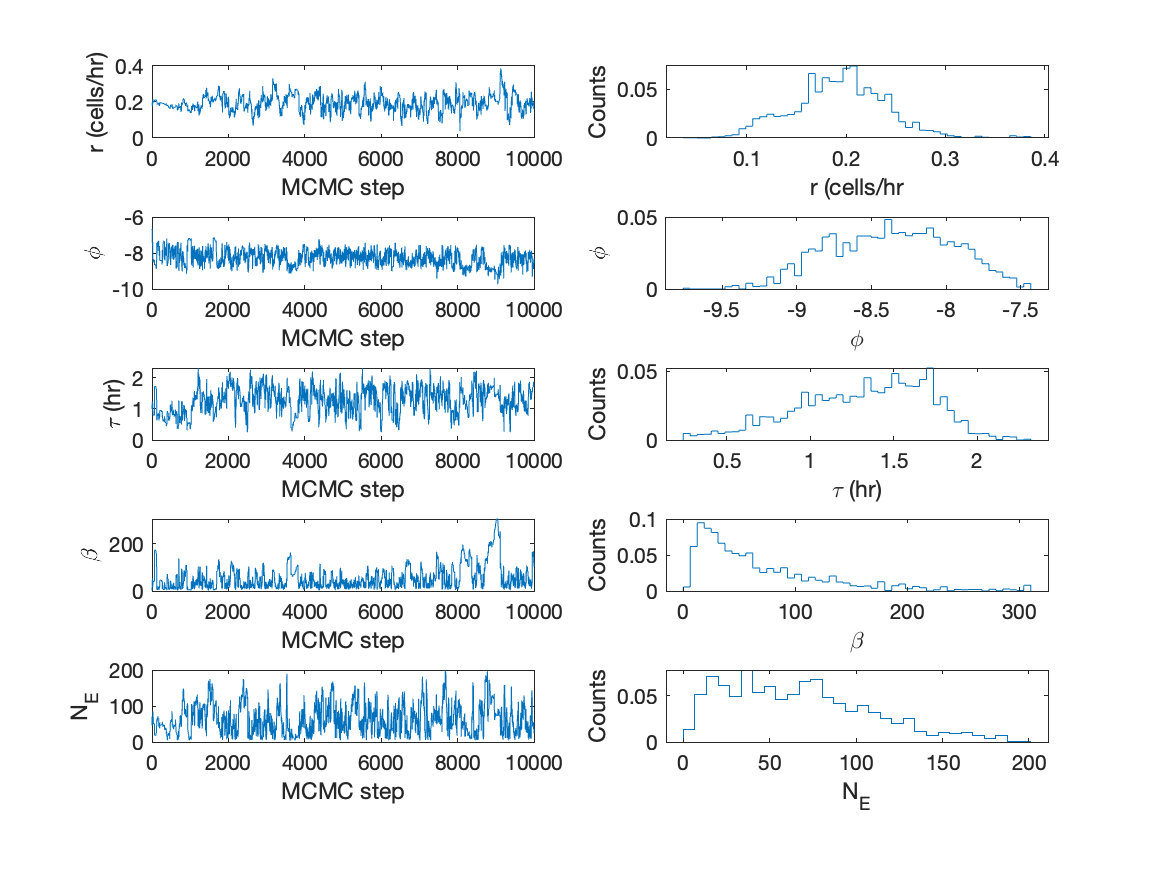 r (cells/hr)
0.4
0.2
0
0 2000 4000 6000 8000 10000
MCMC step
Counts
0.05
0
0.1 0.2 0.3 0.4
r (cells/hr
ϕ
-6
-8
-10
0 2000 4000 6000 8000 10000
MCMC step
ϕ
0.05
0
-9.5 -9 -8.5 -8 -7.5
ϕ
τ (hr)
2
1
0
0 2000 4000 6000 8000 10000
MCMC step
Counts
0.05
0
0.5 1 1.5 2
τ (hr)
β
200
0
0 2000 4000 6000 8000 10000
MCMC step
Counts
0.1
0.05
0
0 100 200 300
β
N_E
200
100
0
0 2000 4000 6000 8000 10000
MCMC step
Counts
0.05
0
0 50 100 150 200
N_E